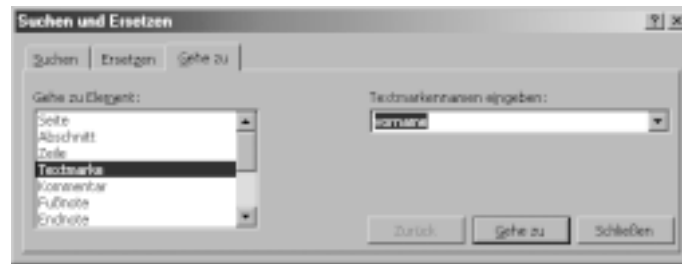 Suchen und Ersetzen
Suchen Ersetzen Gehe zu
Gehe zu Element:
Textmarkennamen eingeben:
Seite
Abschnitt
Zeile
Textmarke
Kommentar
Fußnote
Endnote
vorname
Zurück Gehe zu Schließen